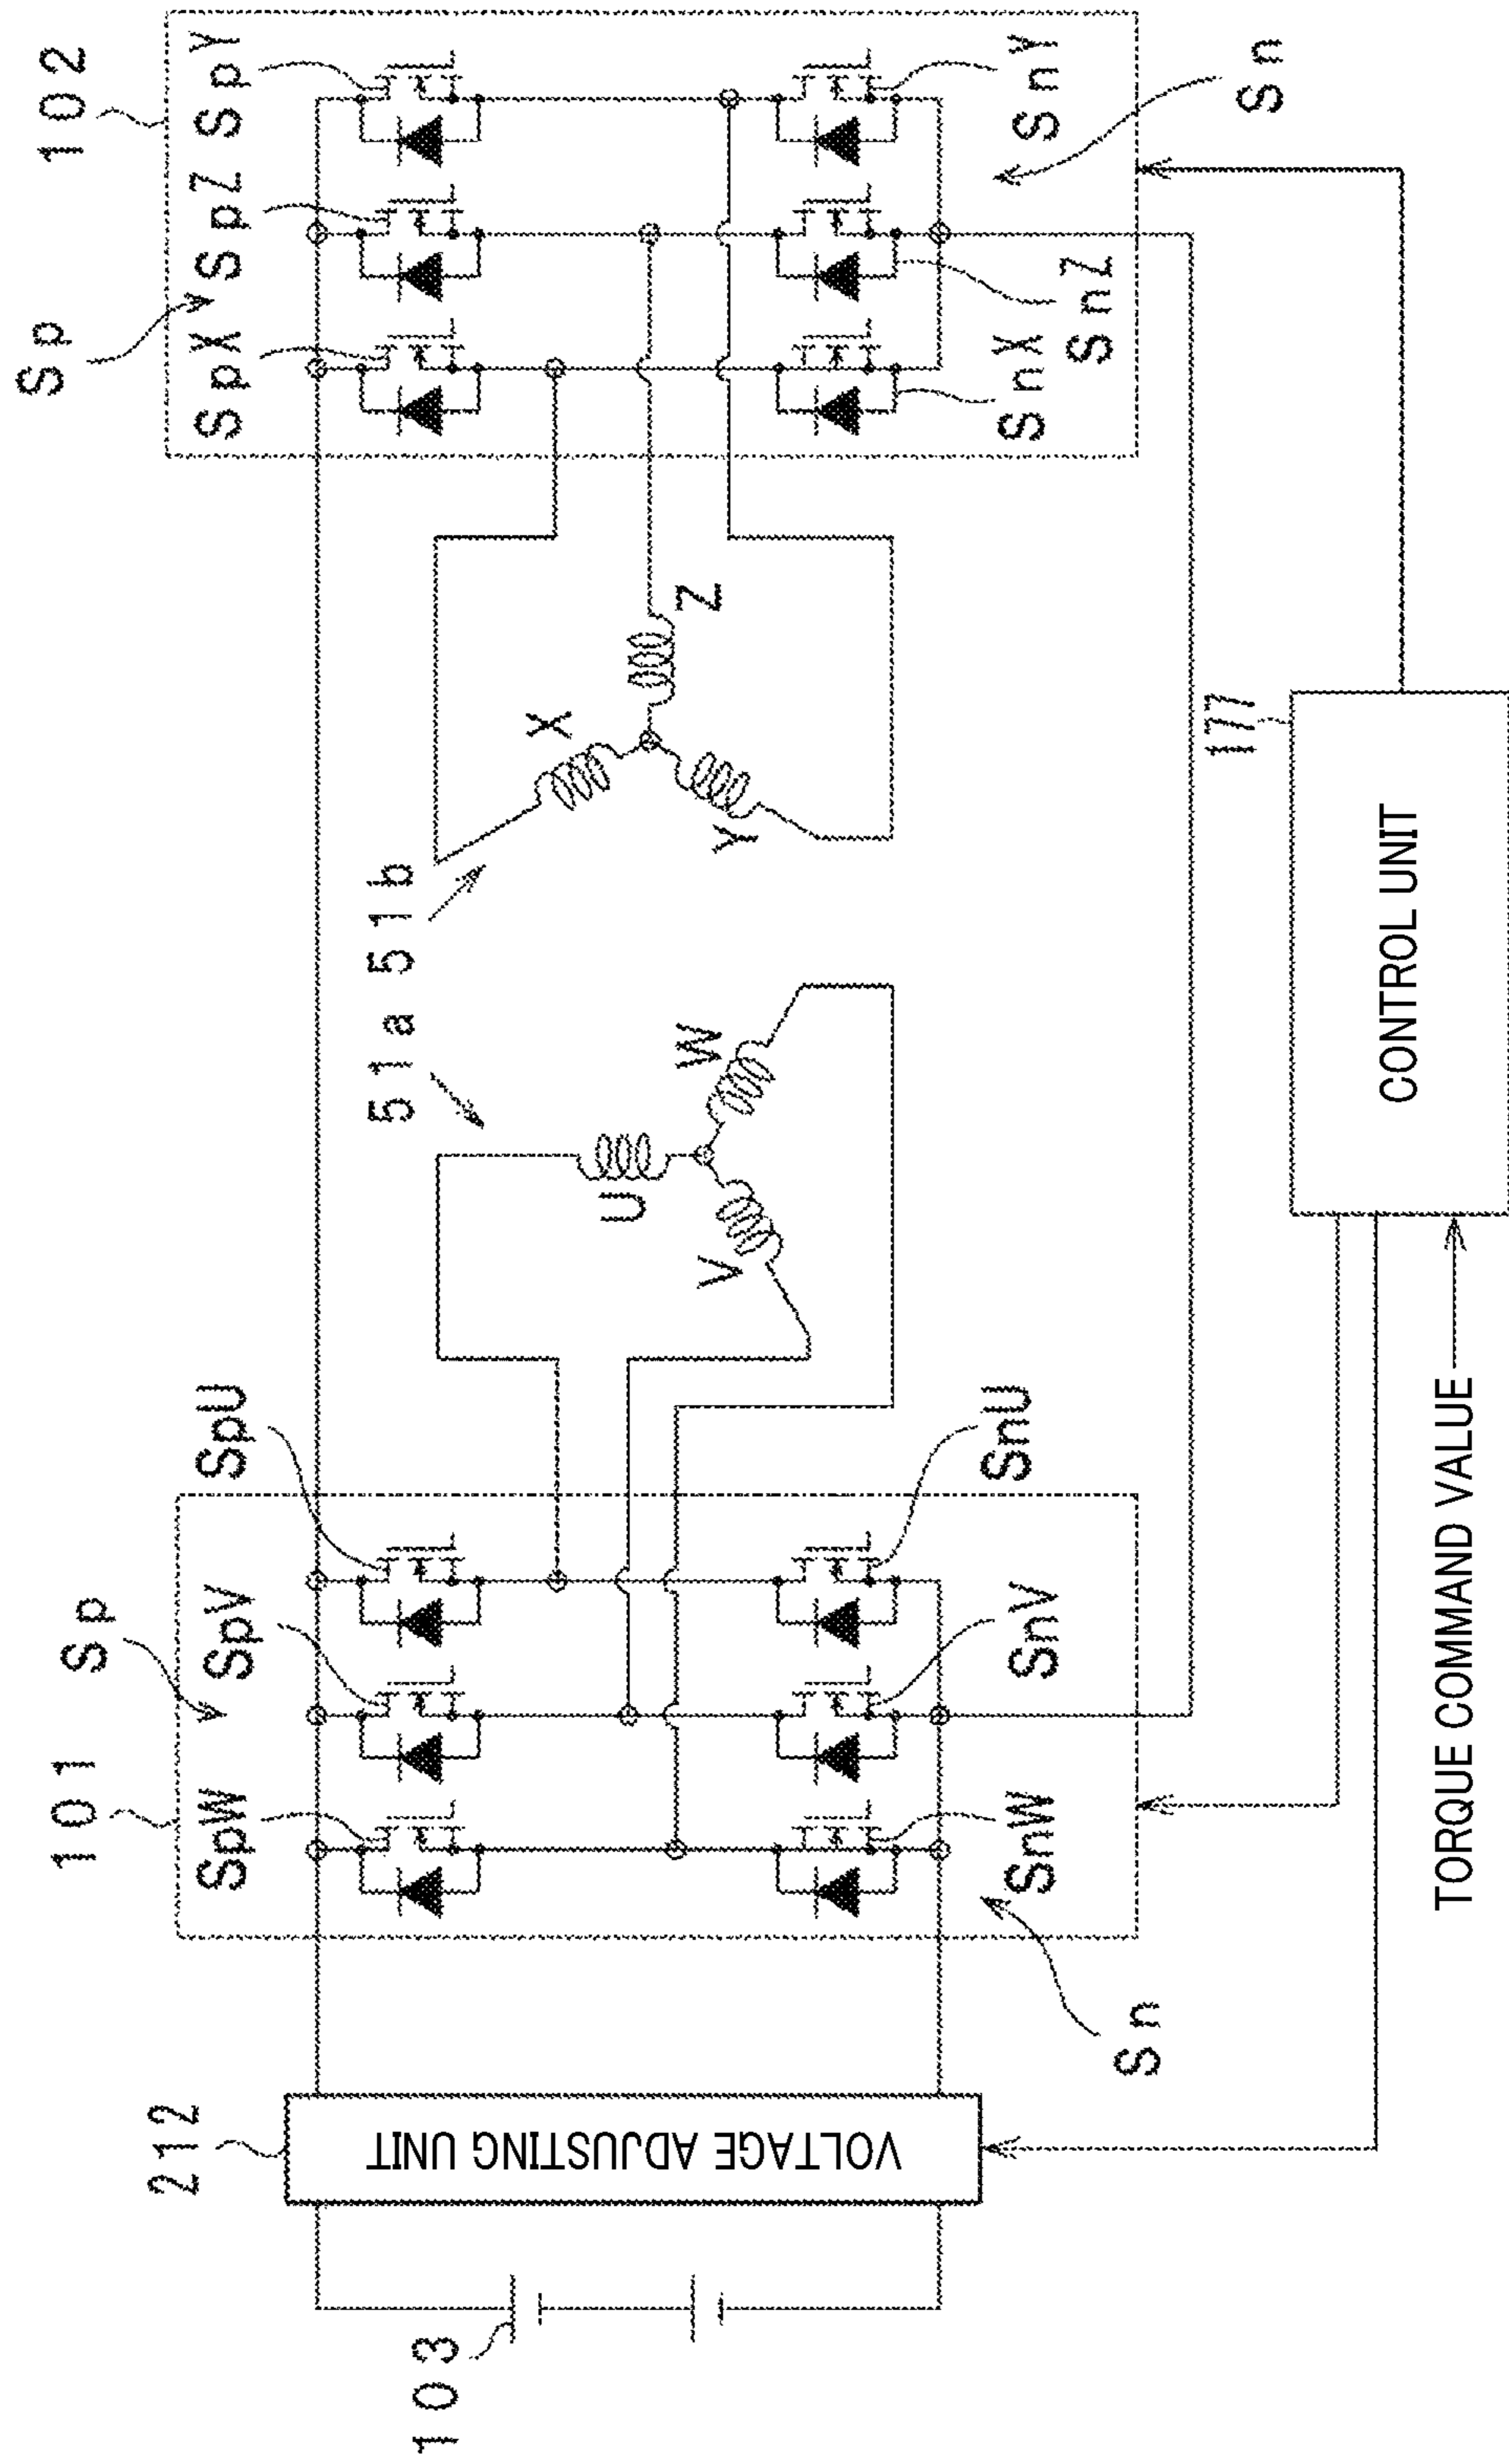 102
Sp
SpX
SpZ
SpY
SnX
SnZ
SnY
Sn
51b
X
Y
Z
51a
U
V
W
177
CONTROL UNIT
101
Sp
SpW
SpV
SpU
SnW
SnV
SnU
Sn
212
VOLTAGE ADJUSTING UNIT
103
TORQUE COMMAND VALUE